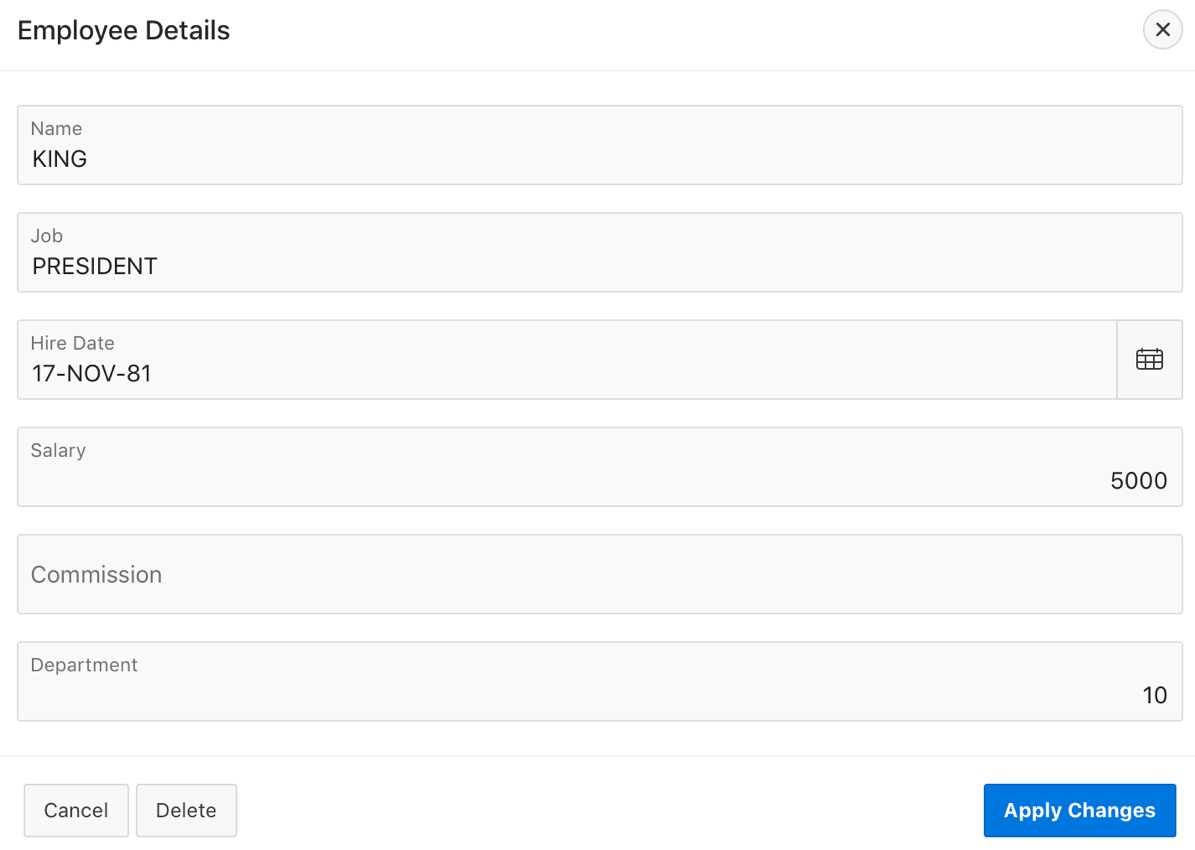 Employee Details
Name
KING
Job
PRESIDENT
Hire Date
17-NOV-81
Salary
5000
Commission
Department
10
Cancel Delete Apply Changes